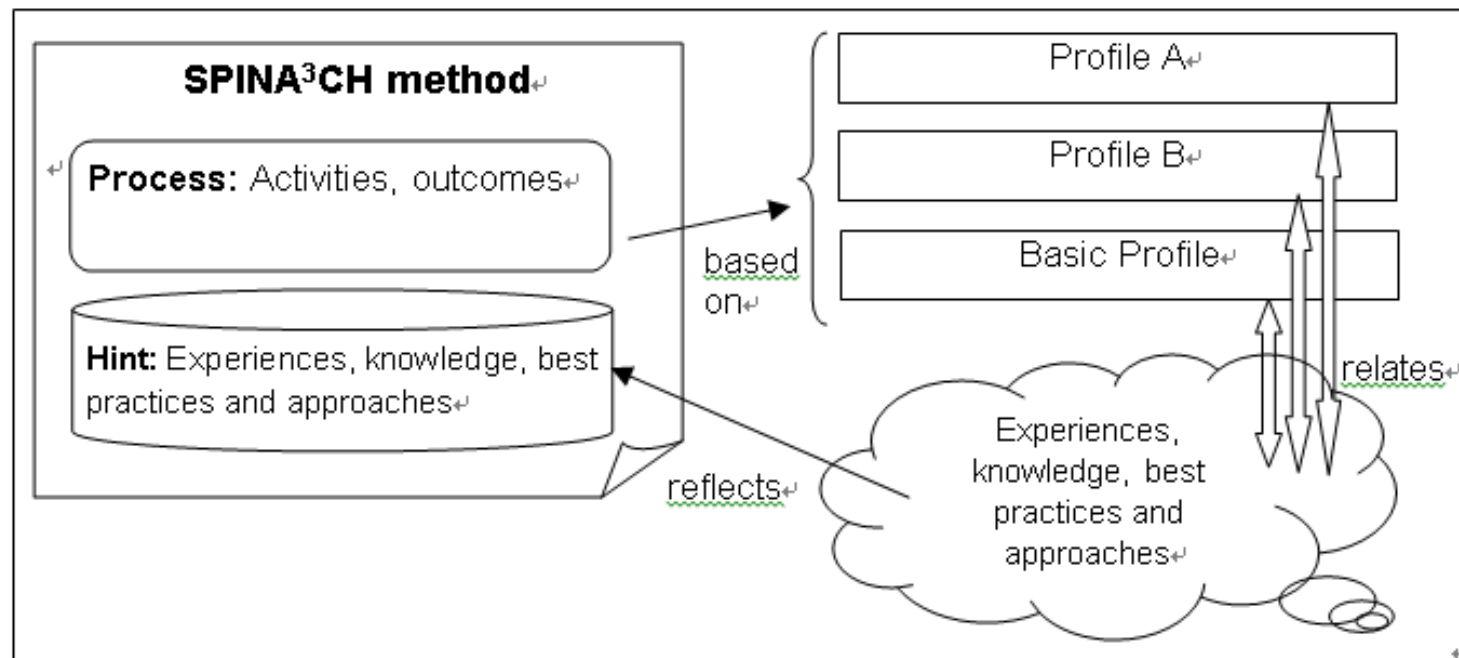 SPINA³CH method
Process: Activities, outcomes
Hint: Experiences, knowledge, best
practices and approaches
based
on
reflects
Profile A
Profile B
Basic Profile
relates
Experiences,
knowledge, best
practices and
approaches